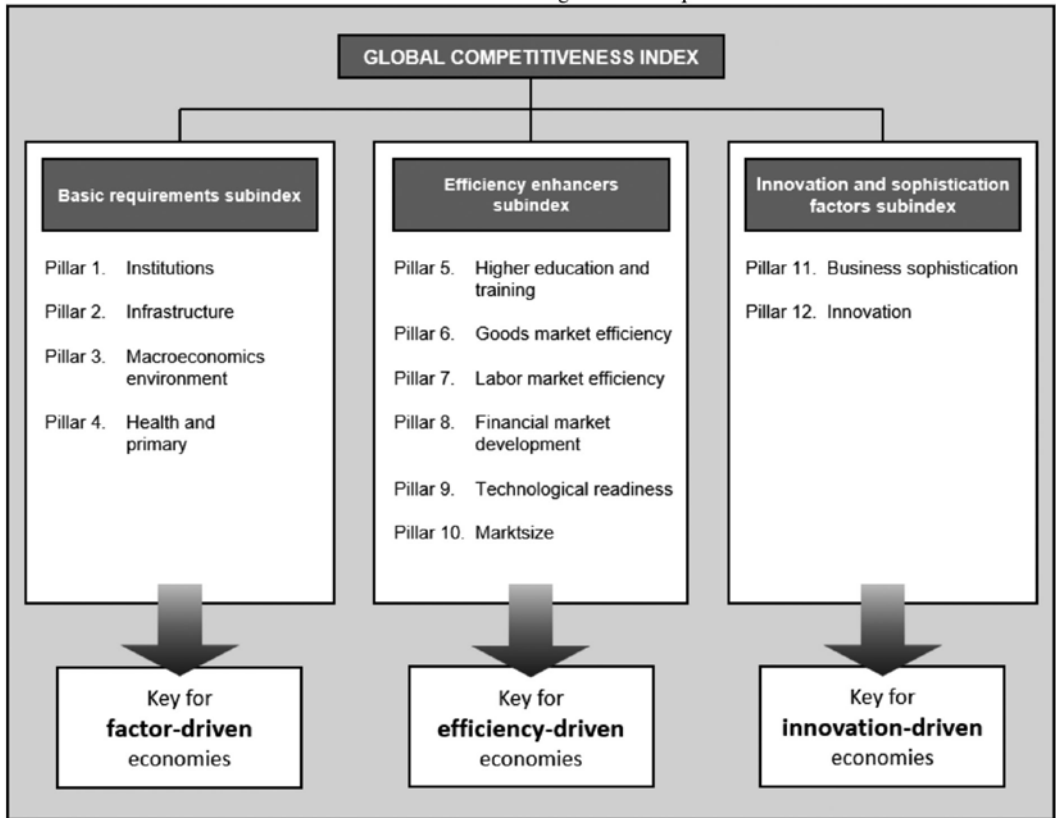 GLOBAL COMPETITIVENESS INDEX
Basic requirements subindex
Pillar 1. Institutions
Pillar 2. Infrastructure
Pillar 3. Macroeconomics
environment
Pillar 4. Health and
primary
Key for
factor-driven
economies
Efficiency enhancers
subindex
Pillar 5. Higher education and
training
Pillar 6. Goods market efficiency
Pillar 7. Labor market efficiency
Pillar 8. Financial market
development
Pillar 9. Technological readiness
Pillar 10. Marktsize
Key for
efficiency-driven
economies
Innovation and sophistication
factors subindex
Pillar 11. Business sophistication
Pillar 12. Innovation
Key for
innovation-driven
economies